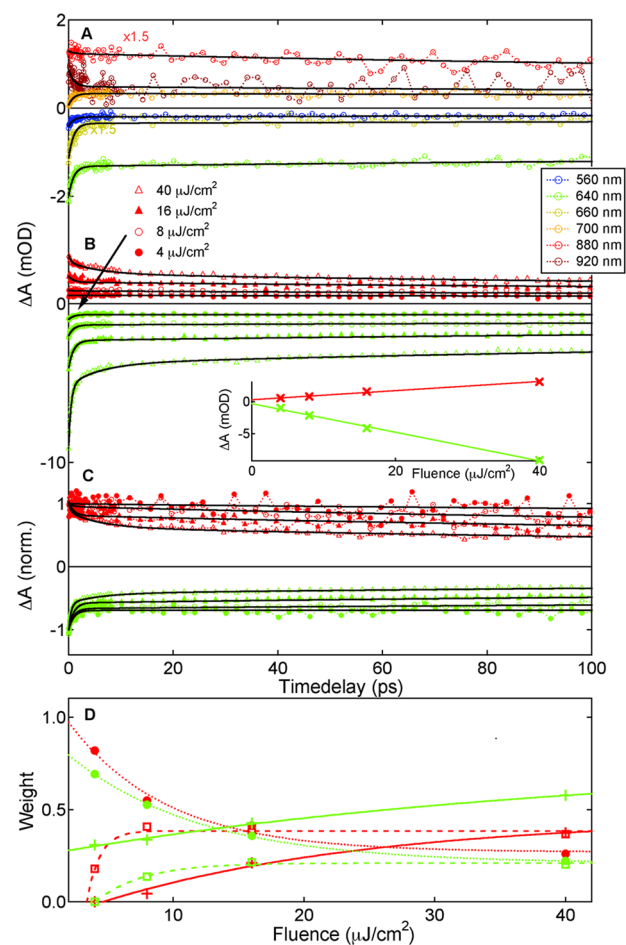 2
A
x1.5
0
x1.5
-2
560 nm
640 nm
660 nm
700 nm
880 nm
920 nm
40 μJ/cm²
16 μJ/cm²
8 μJ/cm²
4 μJ/cm²
B
ΔA (mOD)
0
-10
ΔA (mOD)
0
-5
0
20
40
Fluence (μJ/cm²)
C
ΔA (norm.)
1
0
-1
0
20
40
60
80
100
Timedelay (ps)
D
Weight
1.0
0.5
0.0
10
20
30
40
Fluence (μJ/cm²)